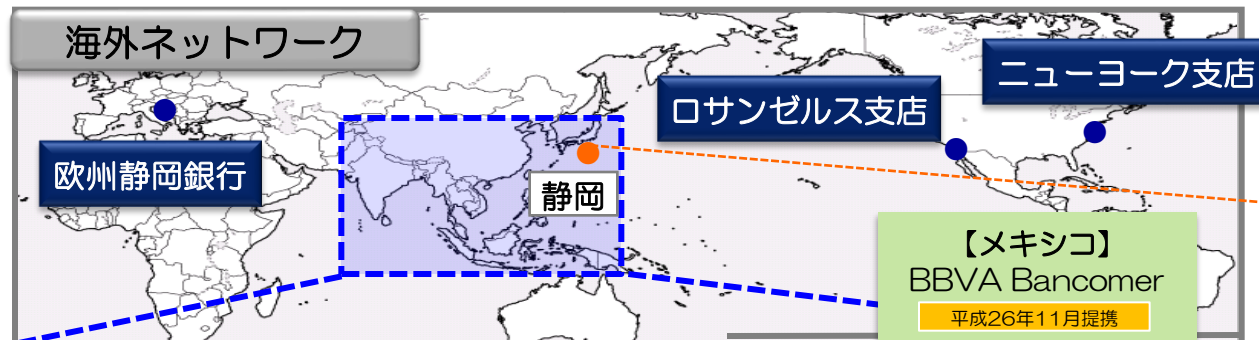 海外ネットワーク
ニューヨーク支店
ロサンゼルス支店
欧州静岡銀行
静岡
【メキシコ】
BBVA Bancomer
平成26年11月提携